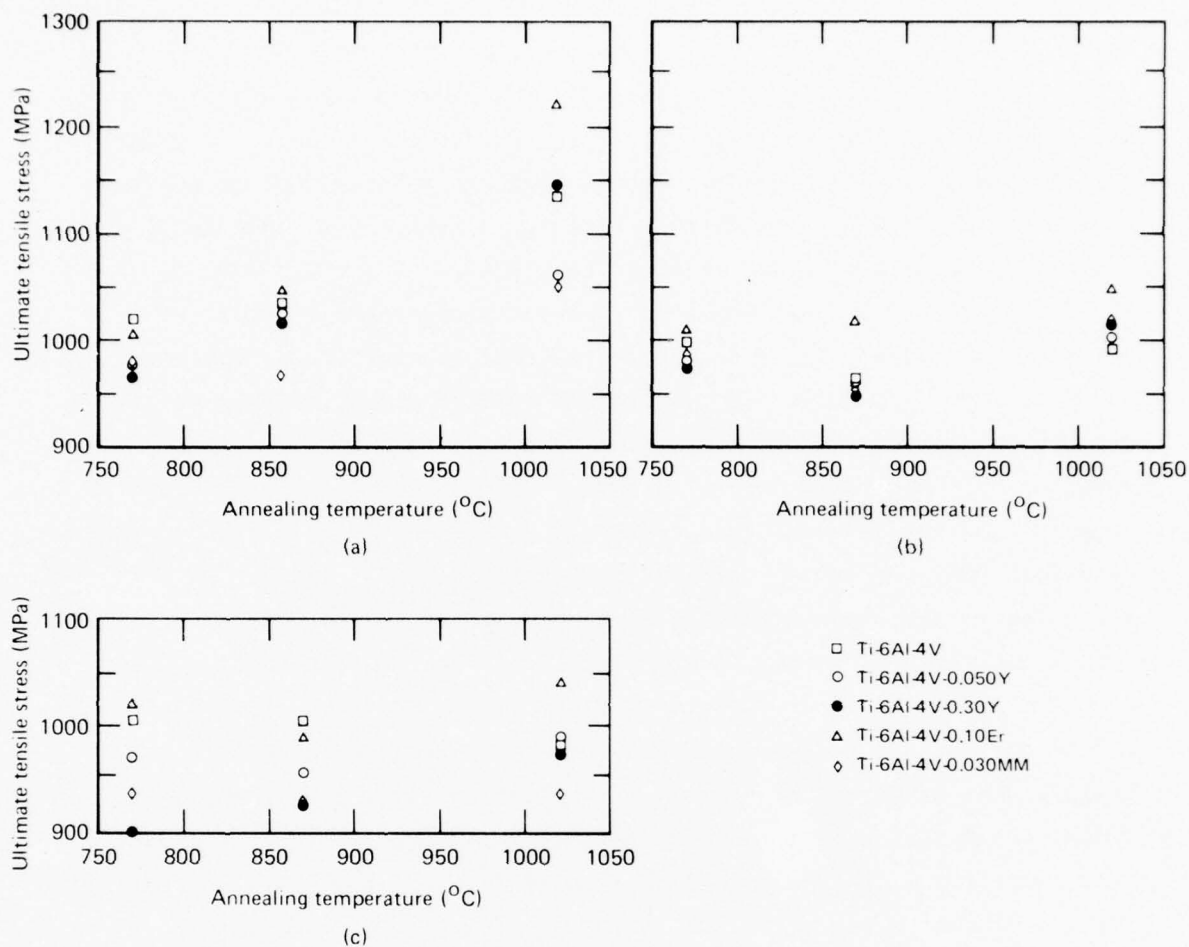 1300
1200
1100
1000
900
Ultimate tensile stress (MPa)
750 800 850 900 950 1000 1050
750 800 850 900 950 1000 1050
Annealing temperature (°C)
Annealing temperature (°C)
(a)
(b)
1100
1000
900
Ultimate tensile stress (MPa)
750 800 850 900 950 1000 1050
Annealing temperature (°C)
(c)
Ti-6Al-4V
Ti-6Al-4V-0.050Y
Ti-6Al-4V-0.30Y
Ti-6Al-4V-0.10Er
Ti-6Al-4V-0.030MM